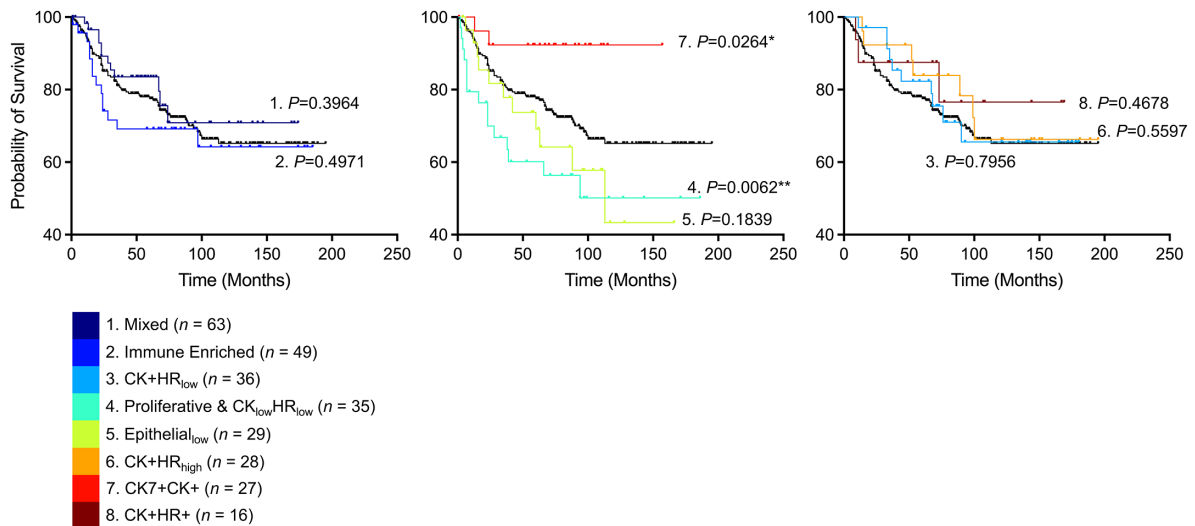 Probability of Survival
100
80
60
40
0
50
100
150
200
250
Time (Months)
1. P=0.3964
2. P=0.4971
100
80
60
40
0
50
100
150
200
250
Time (Months)
7. P=0.0264*
4. P=0.0062**
5. P=0.1839
100
80
60
40
0
50
100
150
200
250
Time (Months)
8. P=0.4678
6. P=0.5597
3. P=0.7956
1. Mixed (n = 63)
2. Immune Enriched (n = 49)
3. CK+HRlow (n = 36)
4. Proliferative & CKlowHRlow (n = 35)
5. Epitheliallow (n = 29)
6. CK+HRhigh (n = 28)
7. CK7+CK+ (n = 27)
8. CK+HR+ (n = 16)